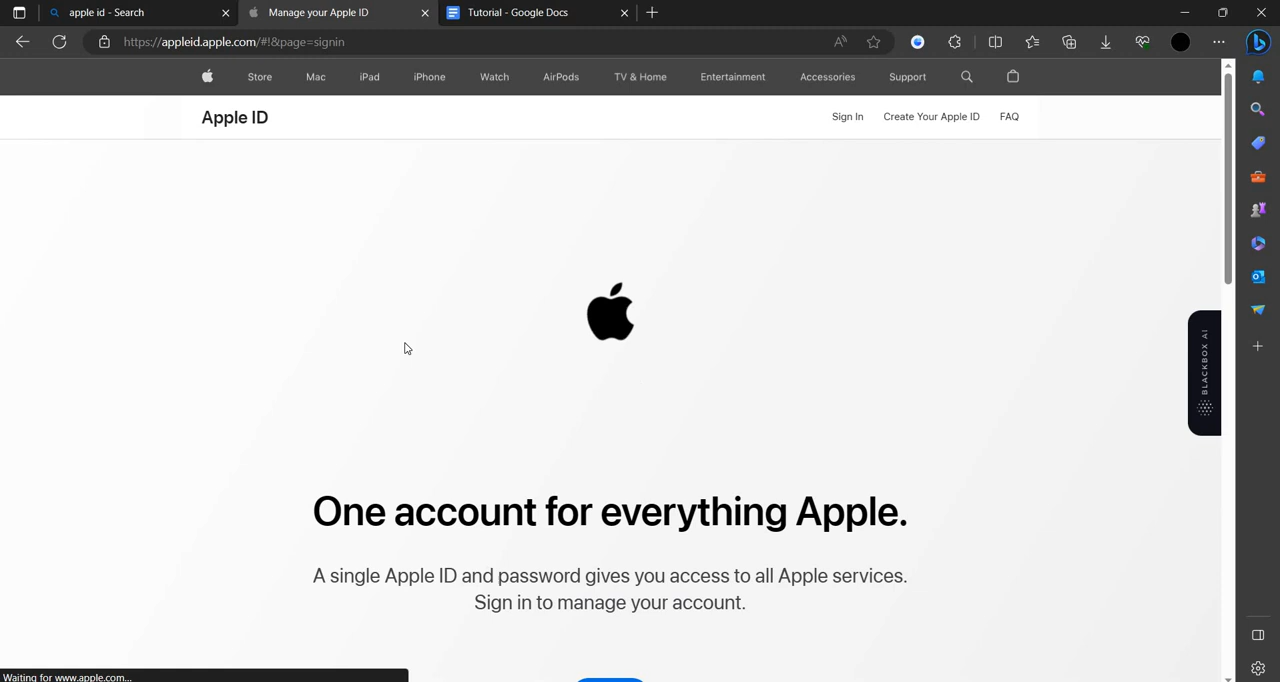 apple id - Search
Manage your Apple ID
Tutorial - Google Docs
https://appleid.apple.com/#!&page=signin
Store Mac iPad iPhone Watch AirPods TV & Home Entertainment Accessories Support
Apple ID
Sign In Create Your Apple ID FAQ
BLACKBOX AI
One account for everything Apple.
A single Apple ID and password gives you access to all Apple services.
Sign in to manage your account.
Waiting for www.apple.com...